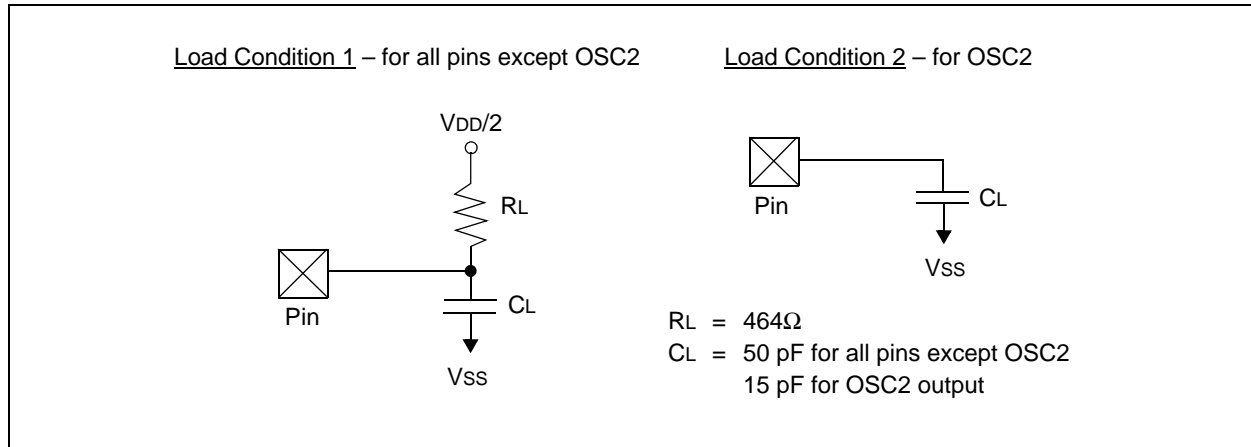 Load Condition 1 – for all pins except OSC2
Load Condition 2 – for OSC2
VDD/2
RL
Pin
CL
VSS
Pin
CL
VSS
RL = 464Ω
CL = 50 pF for all pins except OSC2
15 pF for OSC2 output